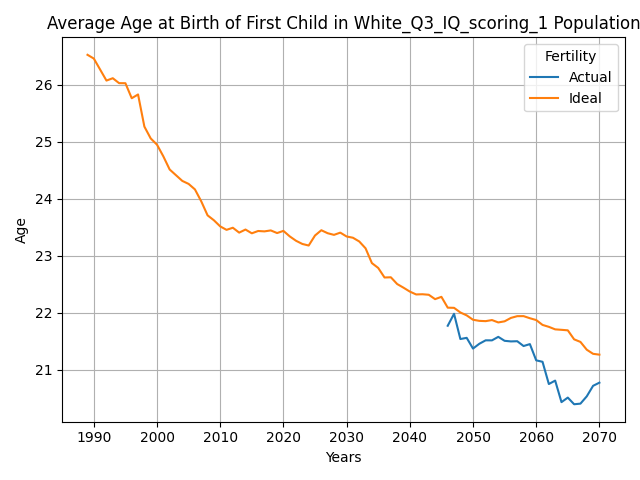 Average Age at Birth of First Child in White_Q3_IQ_scoring_1 Population
Fertility
Actual
Ideal
Age
26
25
24
23
22
21
1990 2000 2010 2020 2030 2040 2050 2060 2070
Years